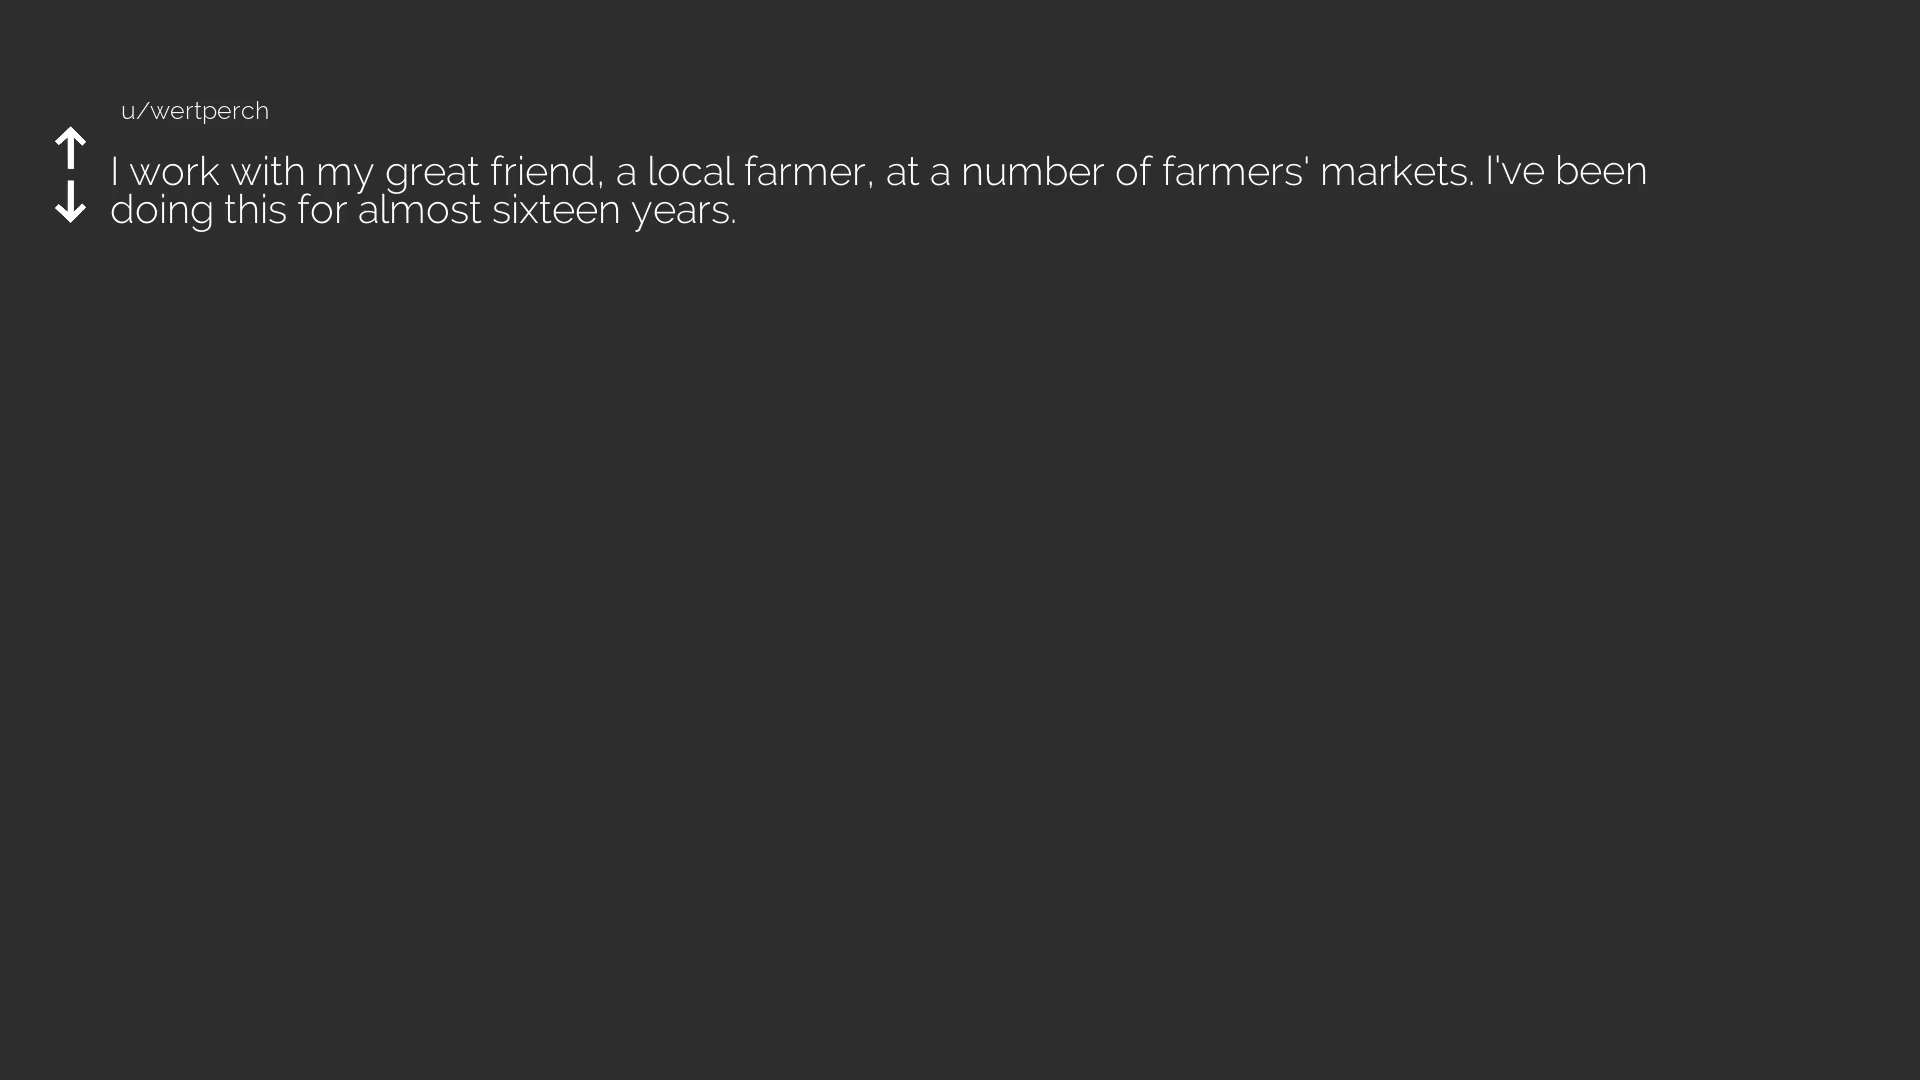 u/wertperch
I work with my great friend, a local farmer, at a number of farmers' markets. I've been
doing this for almost sixteen years.